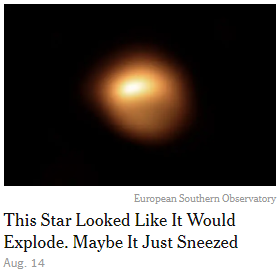 European Southern Observatory
This Star Looked Like It Would
Explode. Maybe It Just Sneezed
Aug. 14